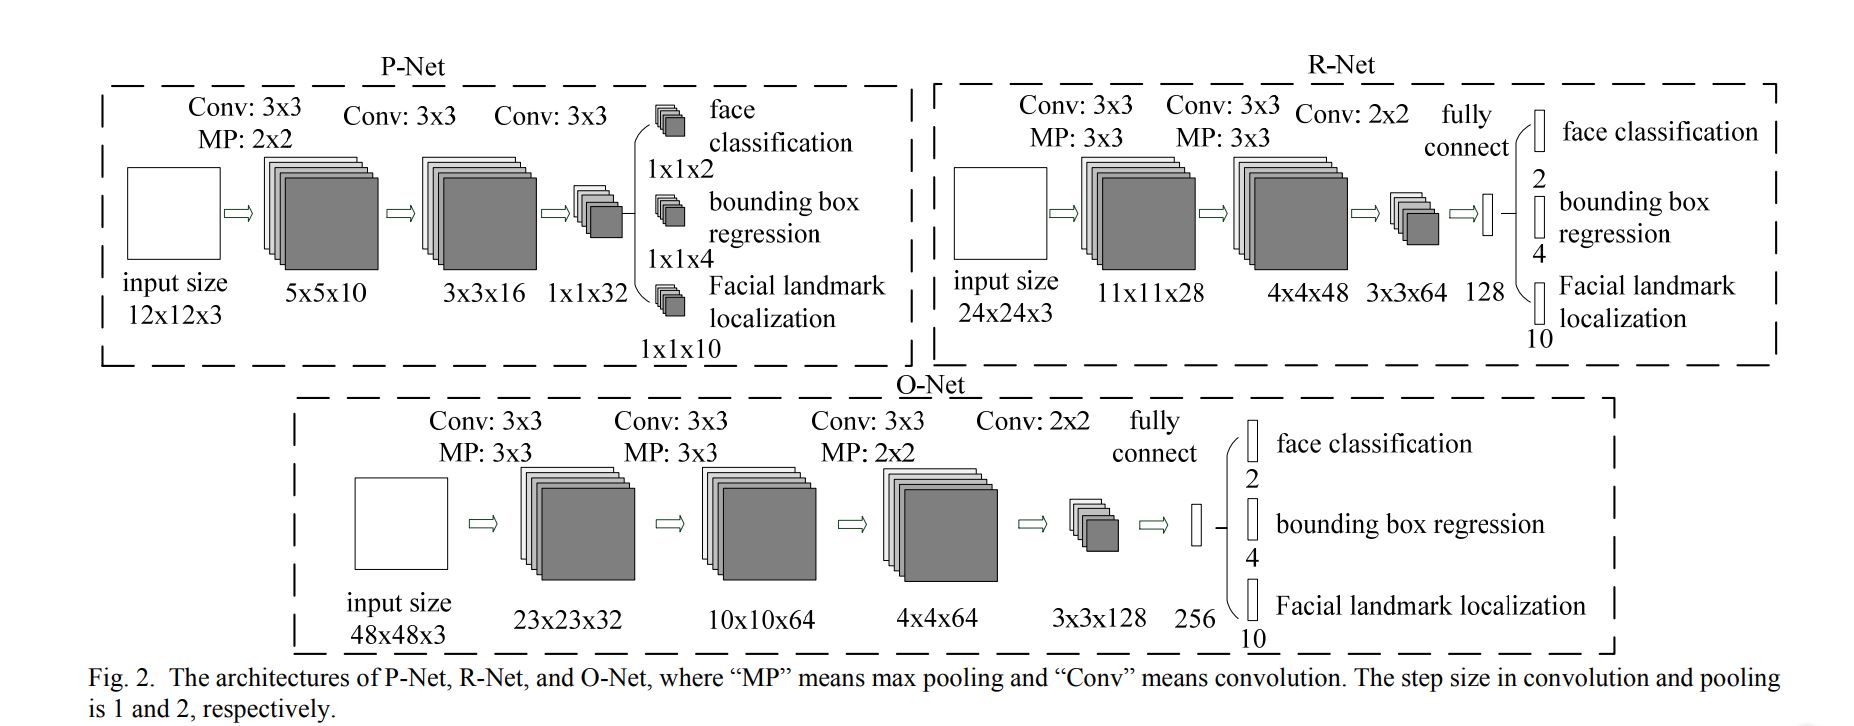 P-Net
Conv: 3x3
MP: 2x2
Conv: 3x3
Conv: 3x3
input size
12x12x3
5x5x10
3x3x16
1x1x32
face
classification
1x1x2
bounding box
regression
1x1x4
Facial landmark
localization
1x1x10
R-Net
Conv: 3x3
MP: 3x3
Conv: 3x3
MP: 3x3
Conv: 2x2
fully
connect
input size
24x24x3
11x11x28
4x4x48
3x3x64
128
face classification
2
bounding box
regression
4
Facial landmark
localization
10
O-Net
Conv: 3x3
MP: 3x3
Conv: 3x3
MP: 3x3
Conv: 3x3
MP: 2x2
Conv: 2x2
fully
connect
input size
48x48x3
23x23x32
10x10x64
4x4x64
3x3x128
256
face classification
2
bounding box regression
4
Facial landmark localization
10
Fig. 2. The architectures of P-Net, R-Net, and O-Net, where “MP” means max pooling and “Conv” means convolution. The step size in convolution and pooling
is 1 and 2, respectively.